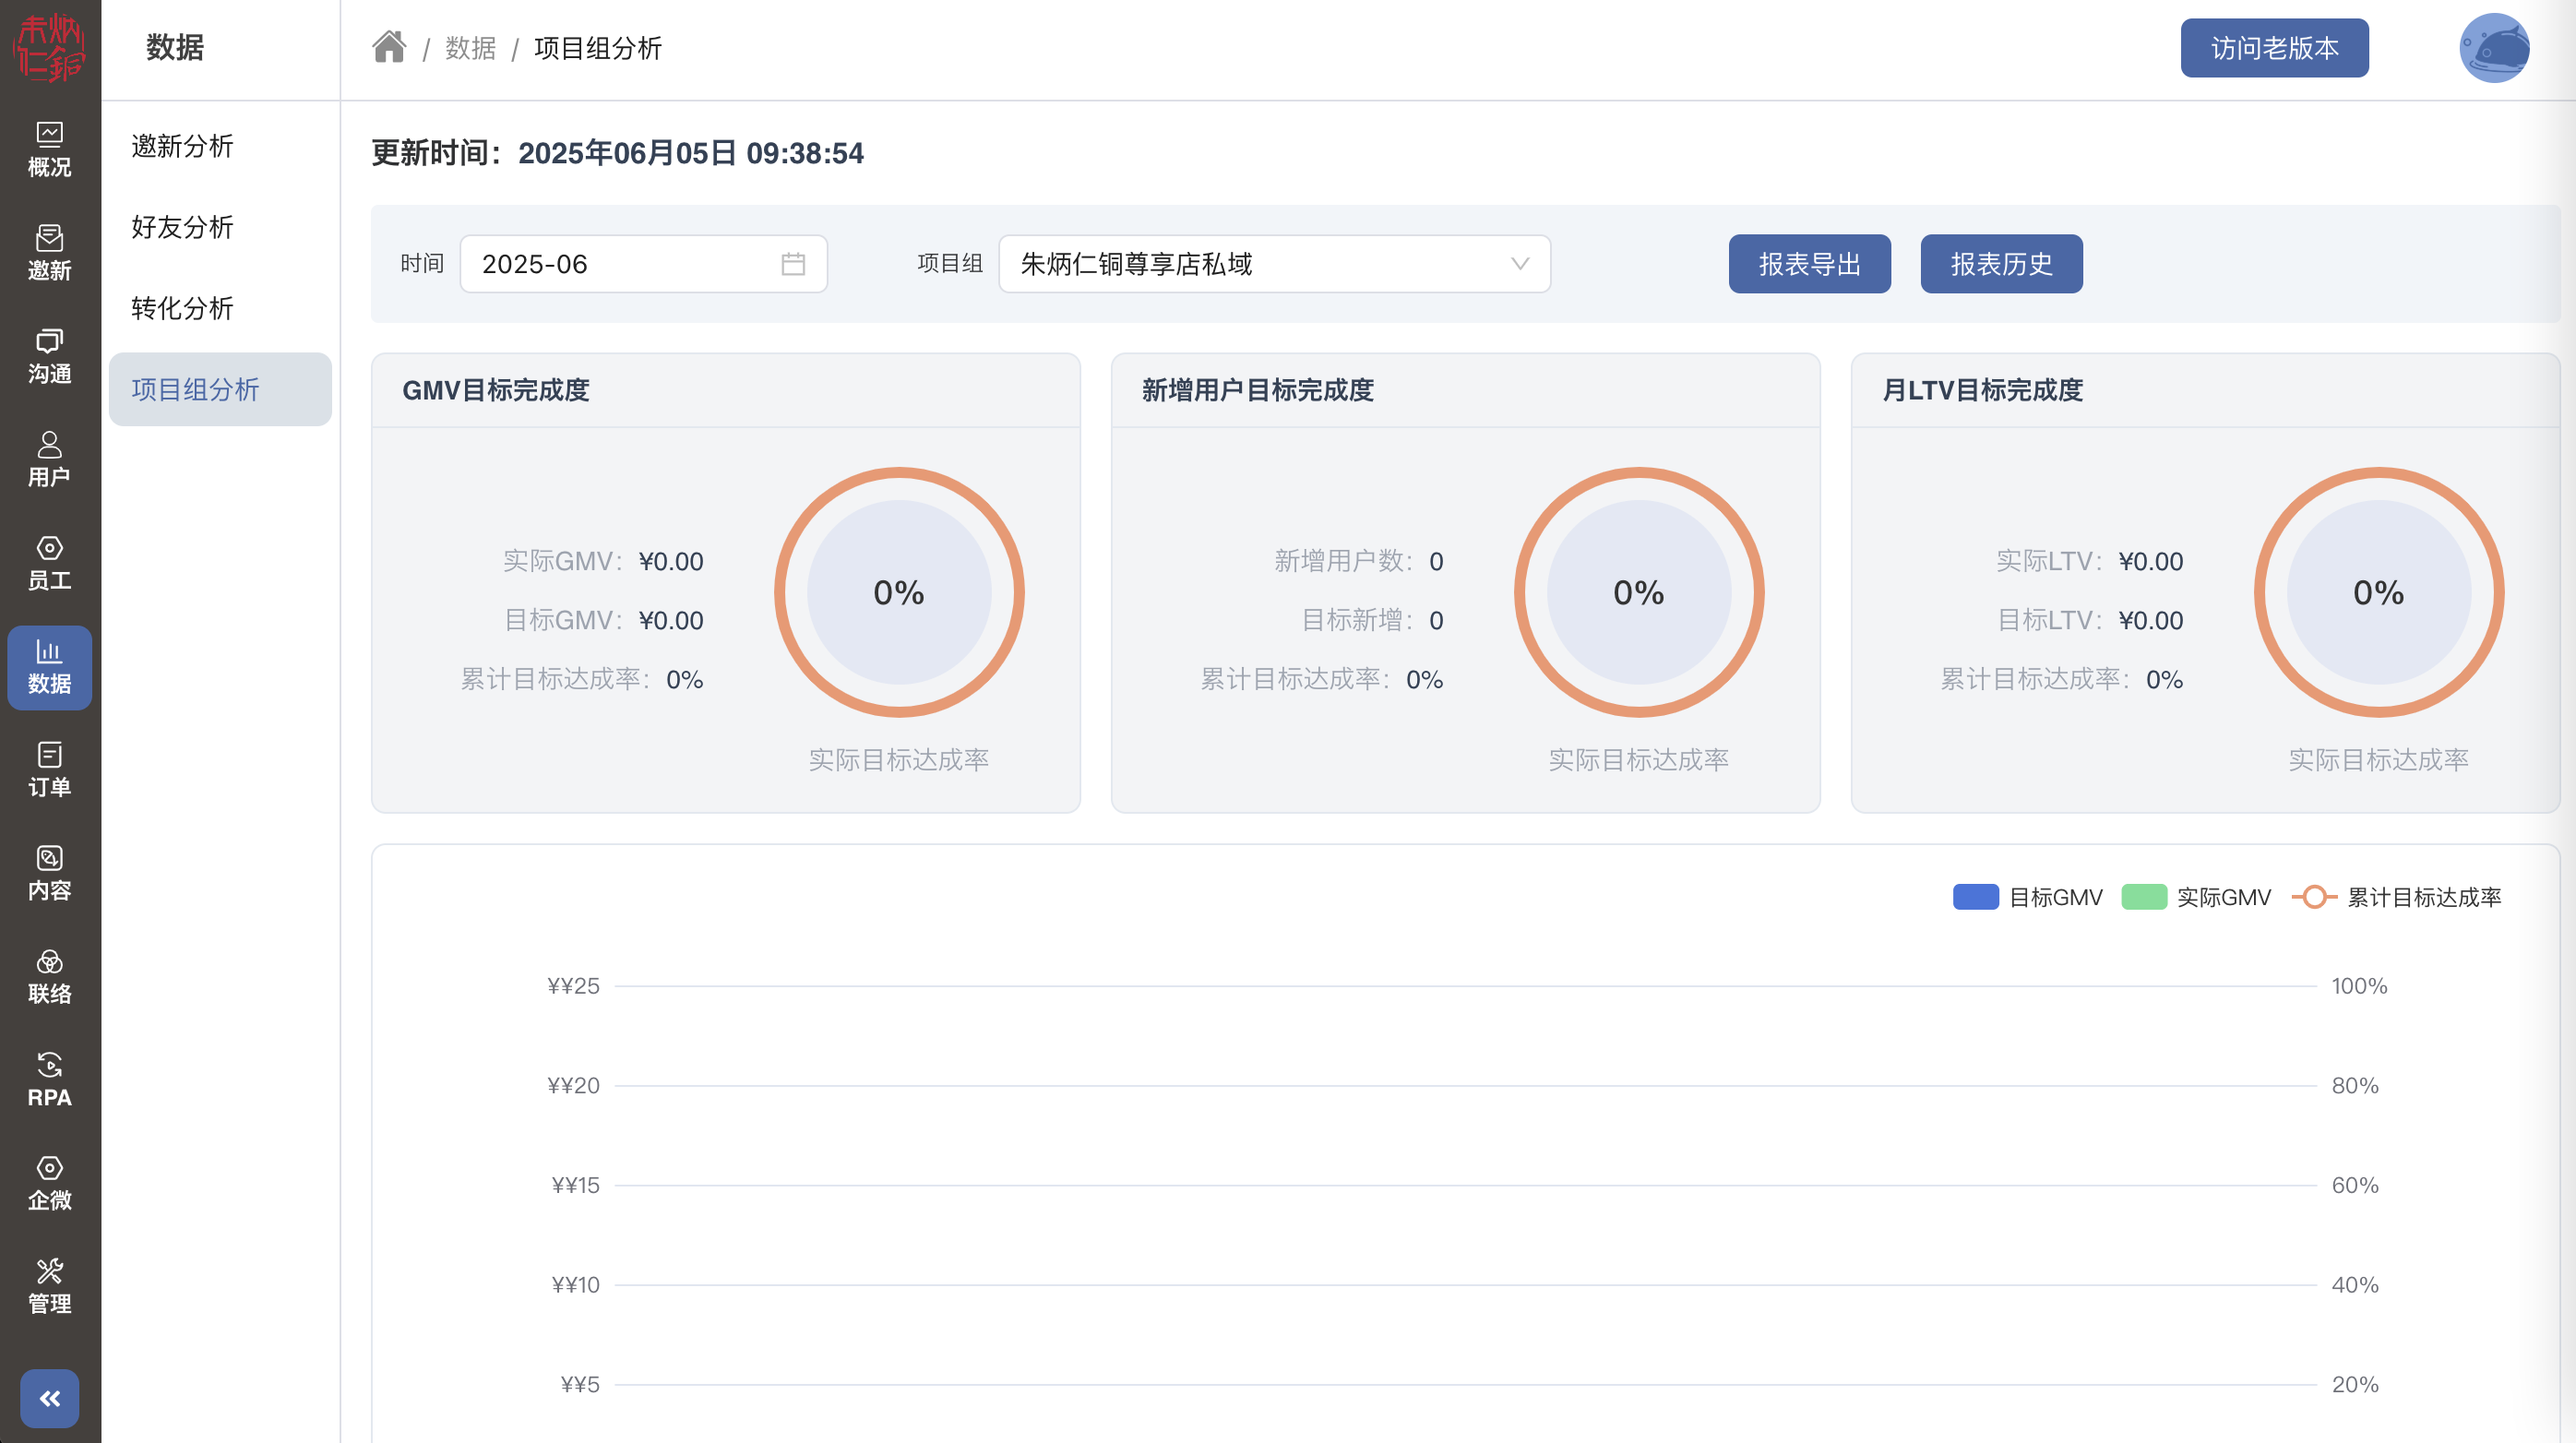 朱炳仁銅
概况
邀新
沟通
用户
员工
数据
订单
内容
联络
RPA
企微
管理
数据
邀新分析
好友分析
转化分析
项目组分析
/ 数据 / 项目组分析
访问老版本
更新时间：2025年06月05日 09:38:54
时间 2025-06 项目组 朱炳仁铜尊享店私域 报表导出 报表历史
GMV目标完成度
实际GMV：¥0.00
目标GMV：¥0.00
累计目标达成率：0%
0%
实际目标达成率
新增用户目标完成度
新增用户数：0
目标新增：0
累计目标达成率：0%
0%
实际目标达成率
月LTV目标完成度
实际LTV：¥0.00
目标LTV：¥0.00
累计目标达成率：0%
0%
实际目标达成率
目标GMV 实际GMV 累计目标达成率
¥¥25 100%
¥¥20 80%
¥¥15 60%
¥¥10 40%
¥¥5 20%